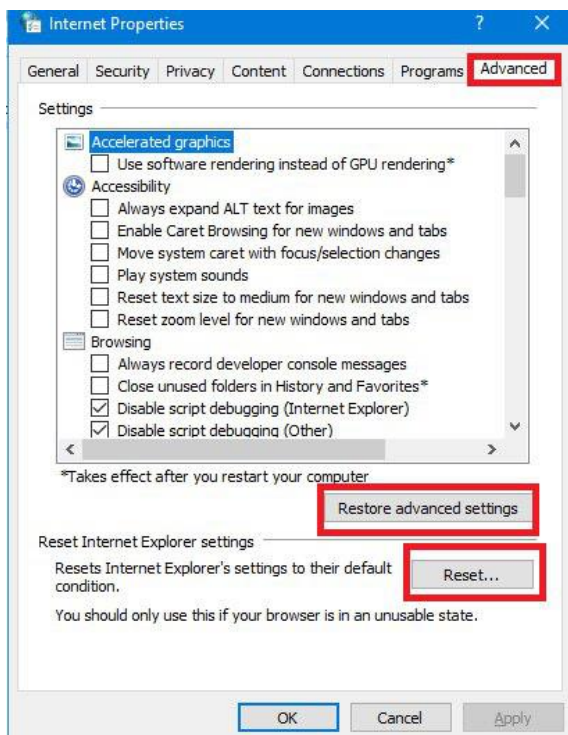 Internet Properties ? ×
General Security Privacy Content Connections Programs Advanced
Settings
Accelerated graphics
Use software rendering instead of GPU rendering*
Accessibility
Always expand ALT text for images
Enable Caret Browsing for new windows and tabs
Move system caret with focus/selection changes
Play system sounds
Reset text size to medium for new windows and tabs
Reset zoom level for new windows and tabs
Browsing
Always record developer console messages
Close unused folders in History and Favorites*
Disable script debugging (Internet Explorer)
Disable script debugging (Other)
*Takes effect after you restart your computer
Restore advanced settings
Reset Internet Explorer settings
Resets Internet Explorer's settings to their default
condition.
Reset...
You should only use this if your browser is in an unusable state.
OK Cancel Apply